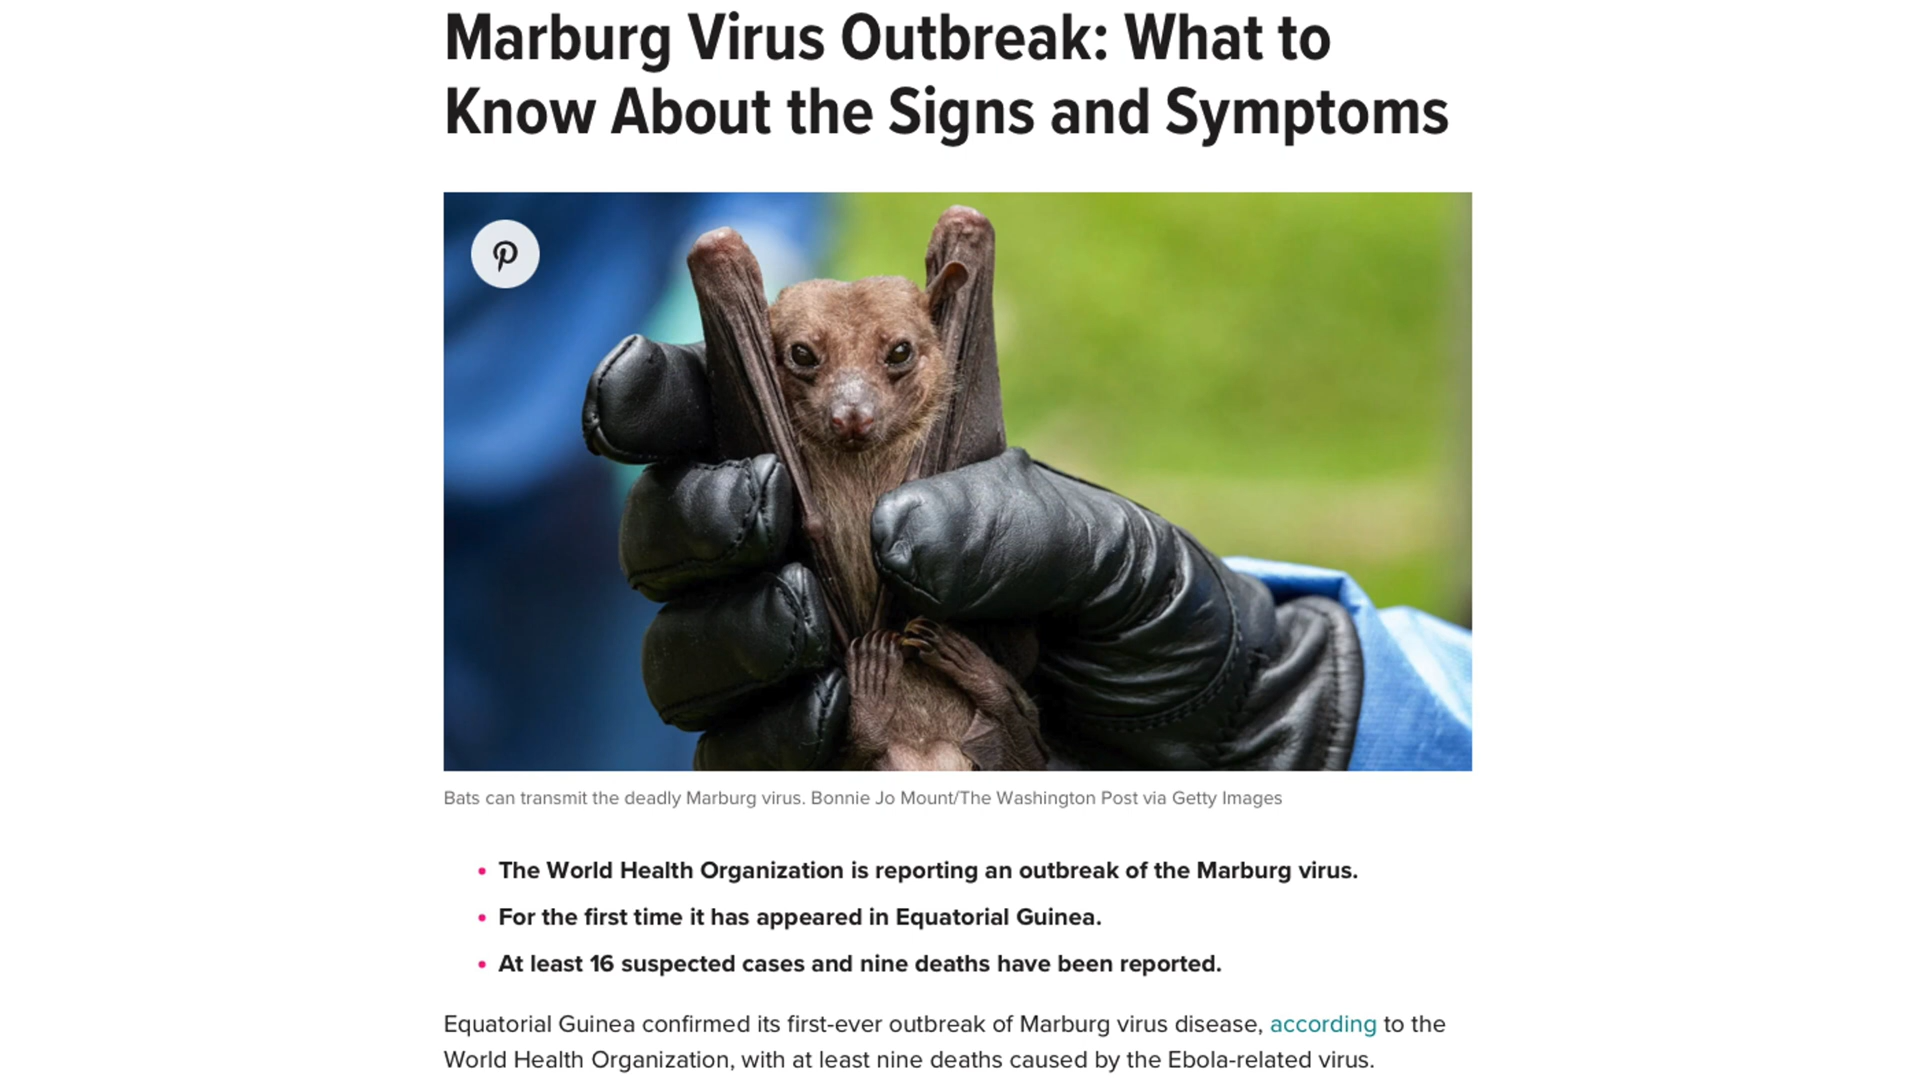 Marburg Virus Outbreak: What to
Know About the Signs and Symptoms
Bats can transmit the deadly Marburg virus. Bonnie Jo Mount/The Washington Post via Getty Images
• The World Health Organization is reporting an outbreak of the Marburg virus.
• For the first time it has appeared in Equatorial Guinea.
• At least 16 suspected cases and nine deaths have been reported.
Equatorial Guinea confirmed its first-ever outbreak of Marburg virus disease, according to the
World Health Organization, with at least nine deaths caused by the Ebola-related virus.